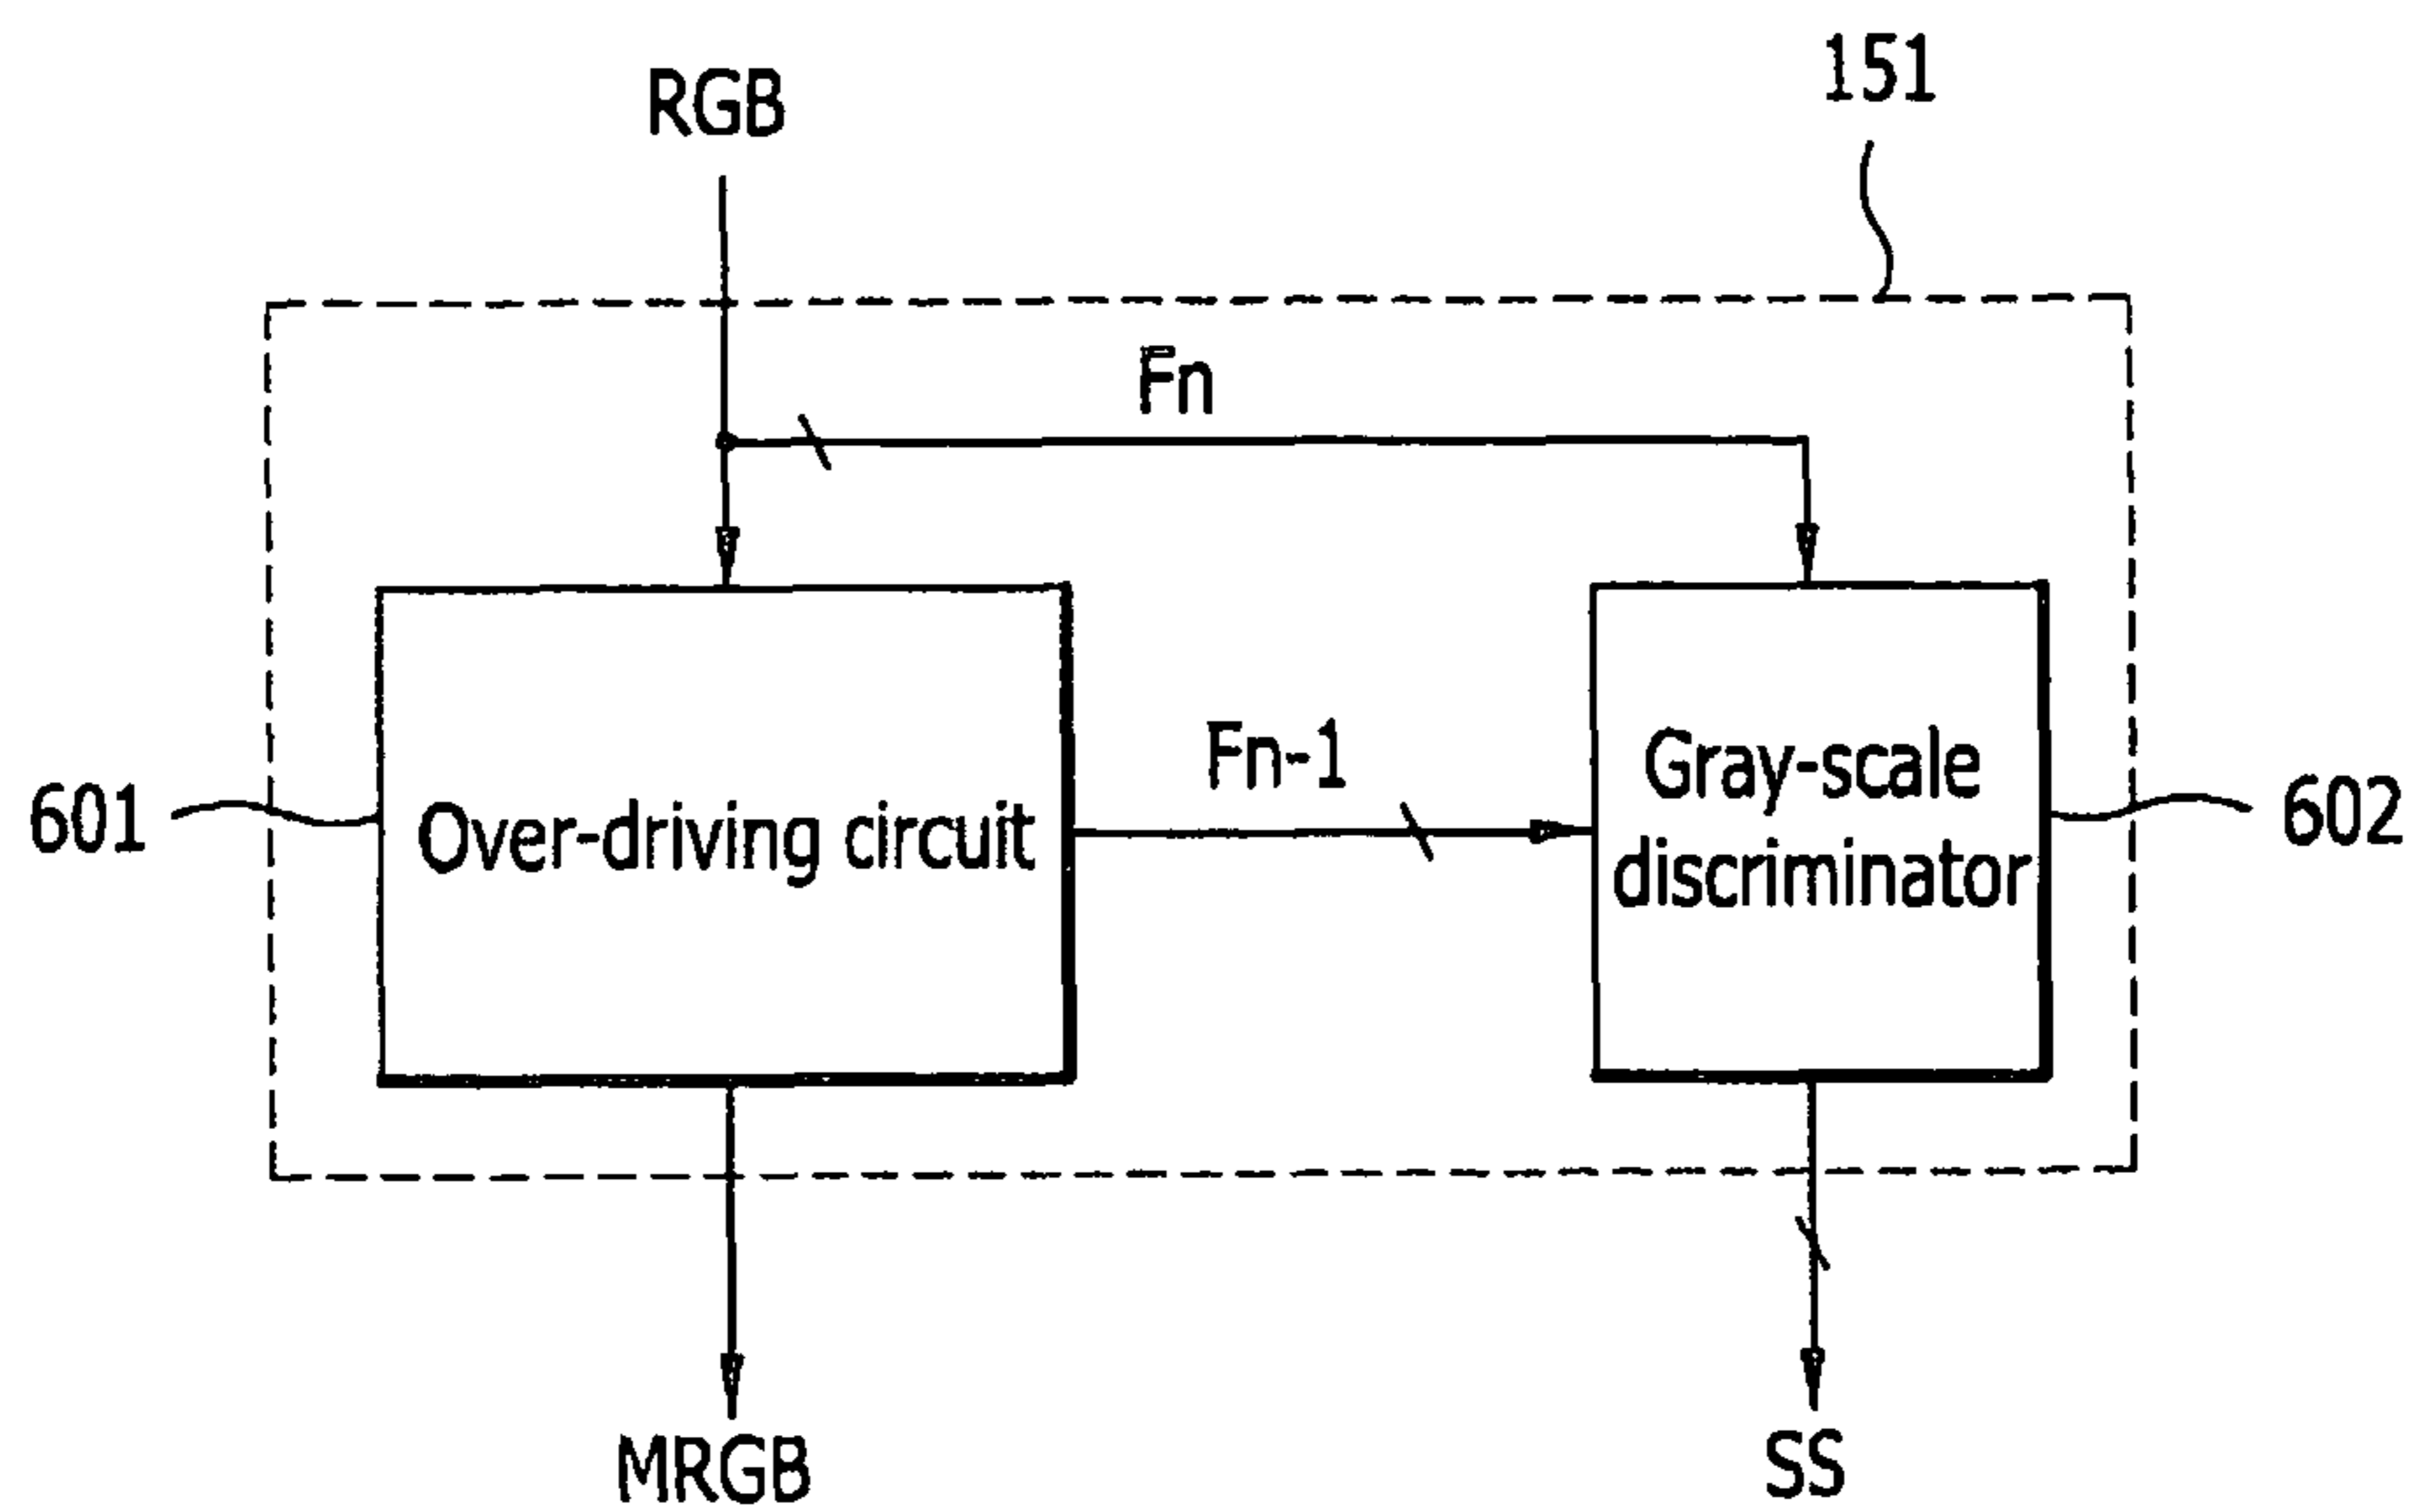 RGB
151
Fn
Fn-1
601
Over-driving circuit
Gray-scale
discriminator
602
MRGB
SS